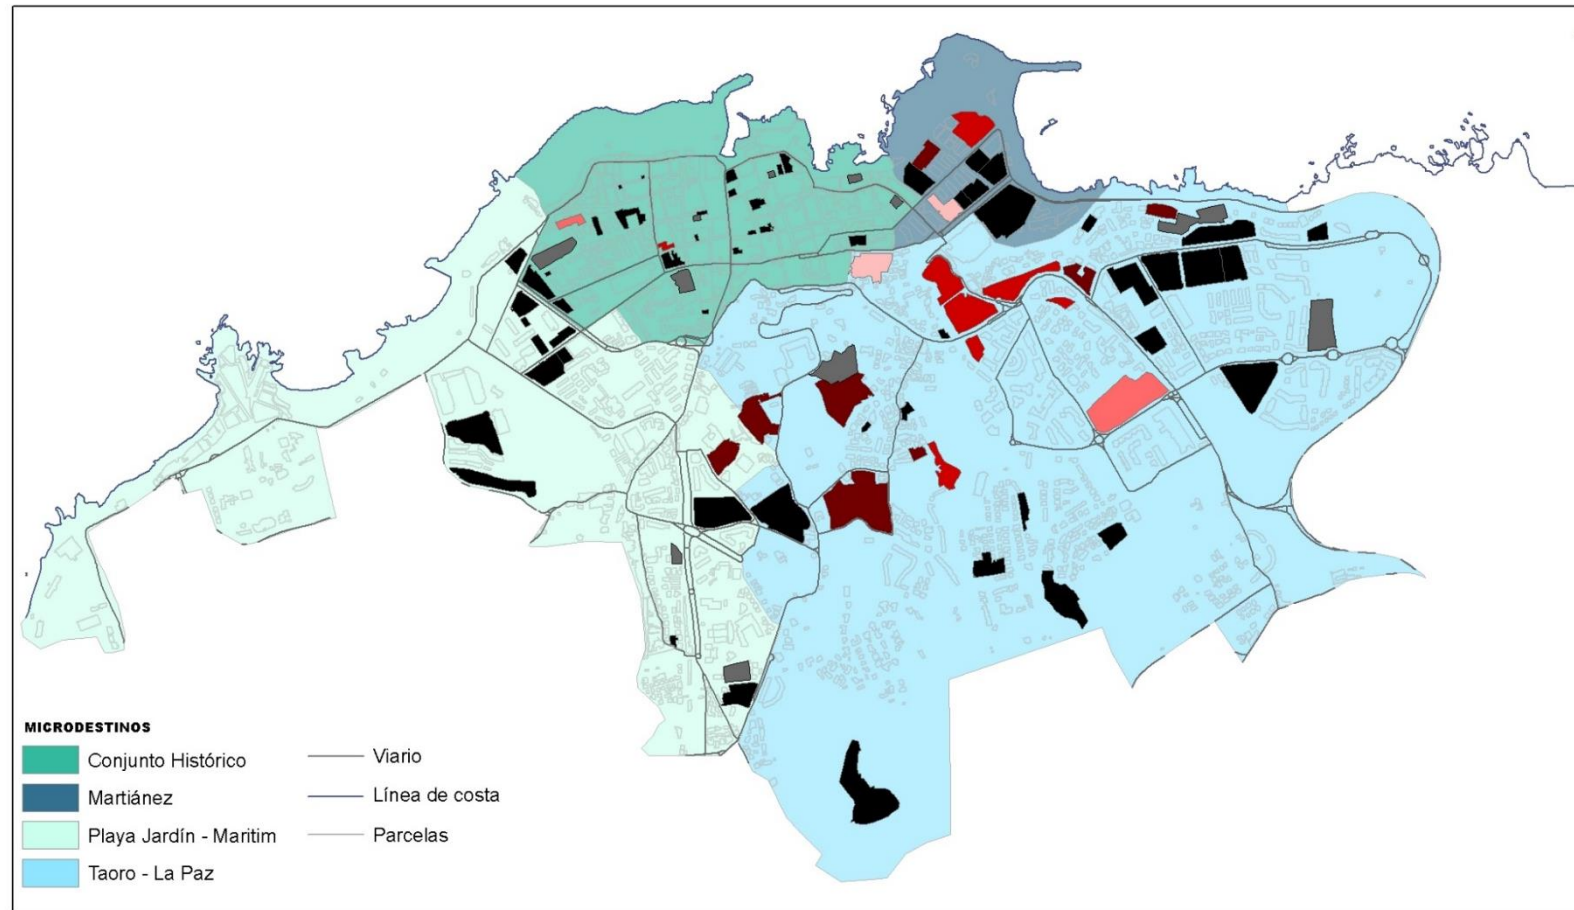 MICRODESTINOS
Conjunto Histórico
Martiánez
Playa Jardín - Maritim
Taoro - La Paz
Viario
Línea de costa
Parcelas